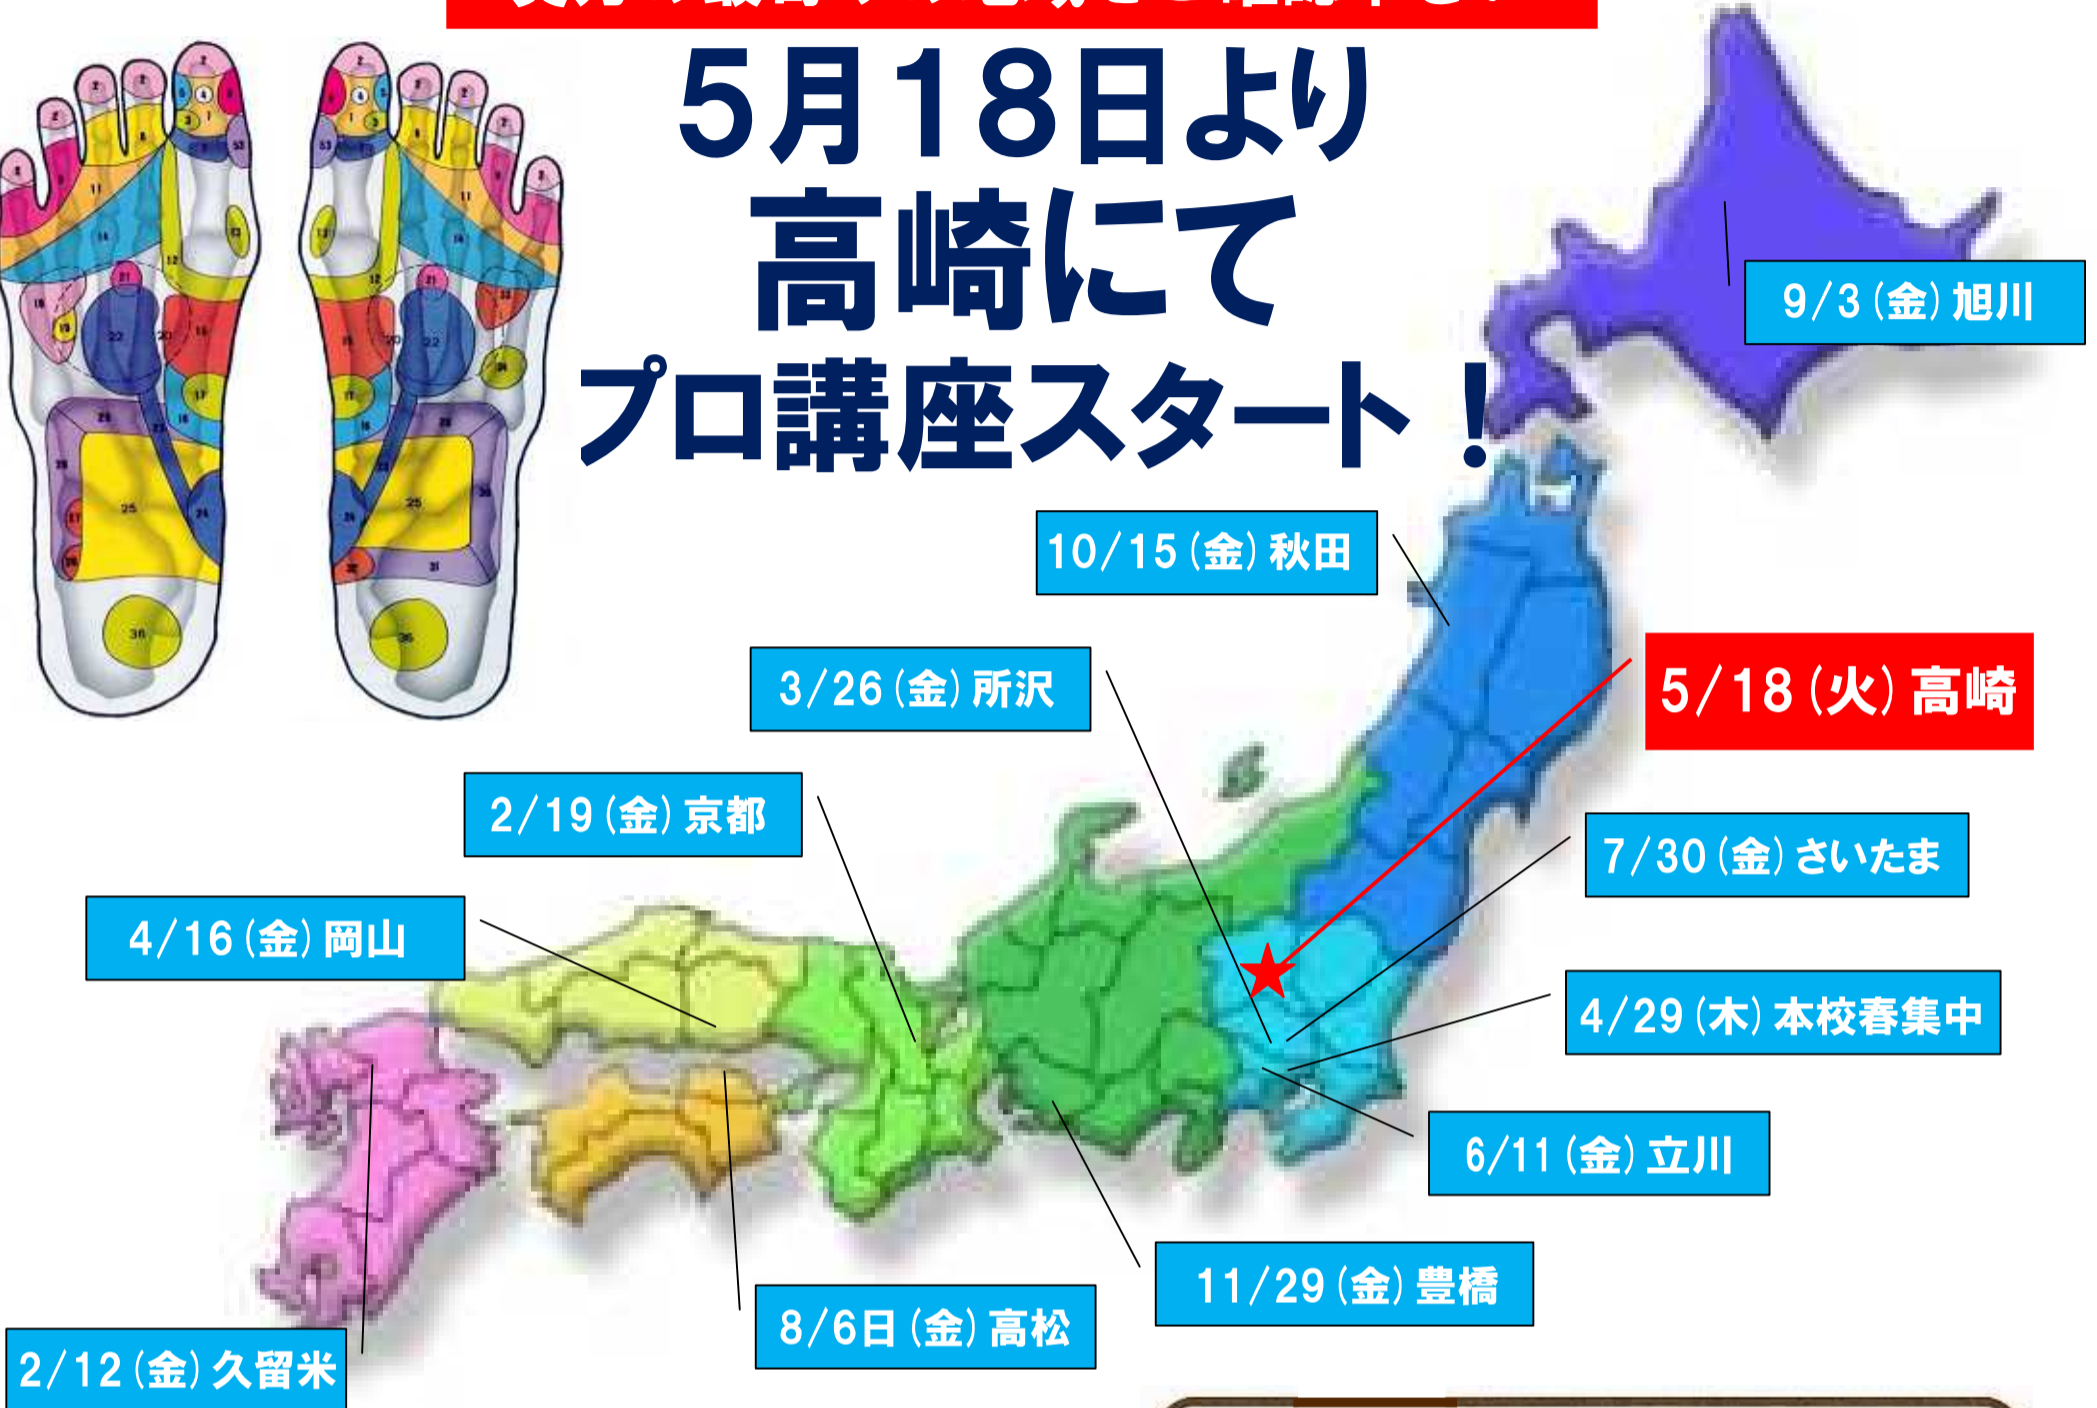 5月18日より
高崎にて
プロ講座スタート！
9/3(金)旭川
10/15(金)秋田
3/26(金)所沢
5/18(火)高崎
2/19(金)京都
7/30(金)さいたま
4/16(金)岡山
4/29(木)本校春集中
6/11(金)立川
11/29(金)豊橋
8/6日(金)高松
2/12(金)久留米